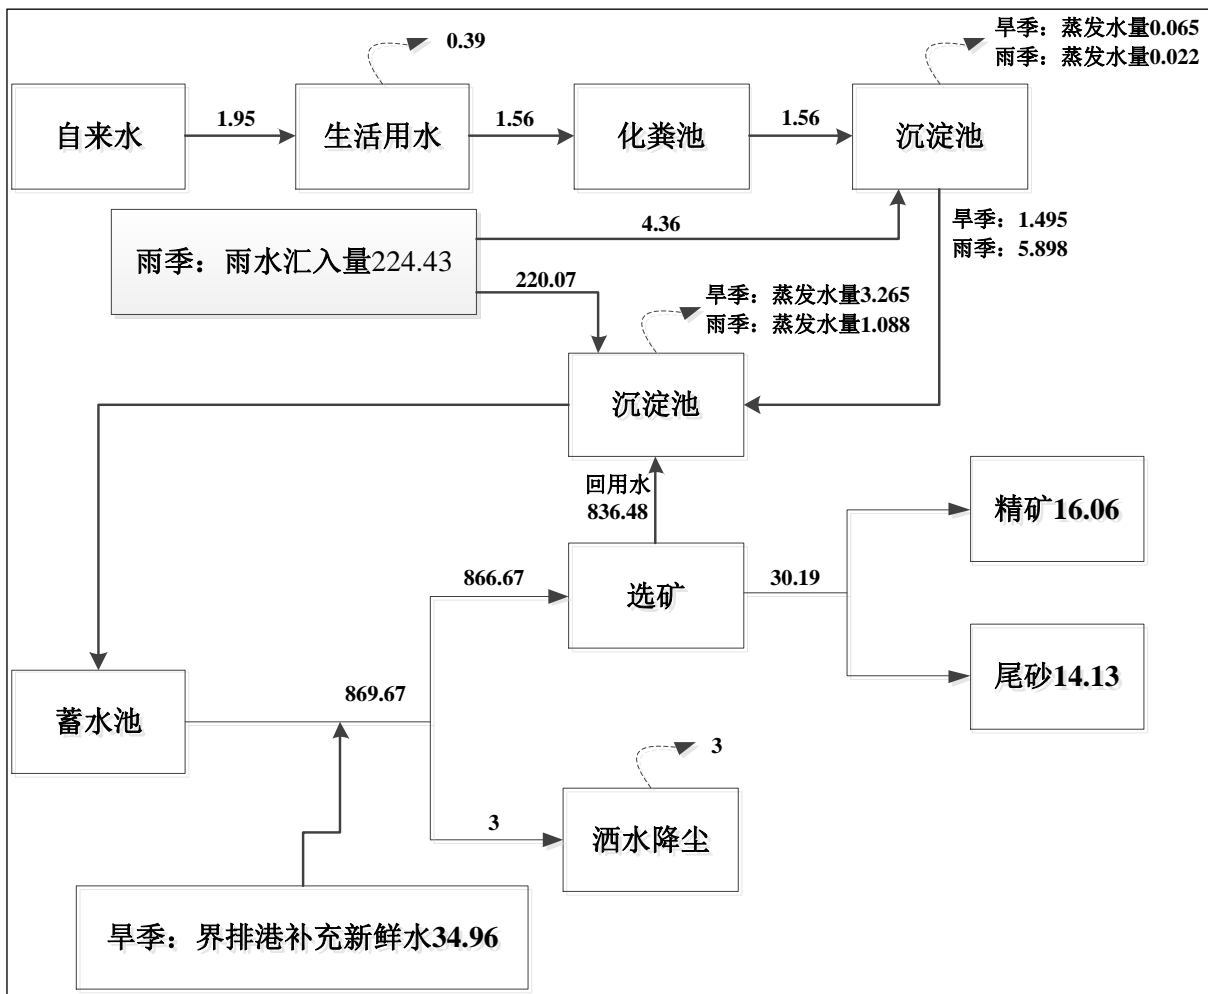 0.39
旱季：蒸发水量0.065
雨季：蒸发水量0.022
自来水
1.95
生活用水
1.56
化粪池
1.56
沉淀池
雨季：雨水汇入量224.43
4.36
旱季：1.495
雨季：5.898
220.07
旱季：蒸发水量3.265
雨季：蒸发水量1.088
沉淀池
回用水
836.48
精矿16.06
866.67
选矿
30.19
尾砂14.13
蓄水池
869.67
3
3
洒水降尘
旱季：界排港补充新鲜水34.96